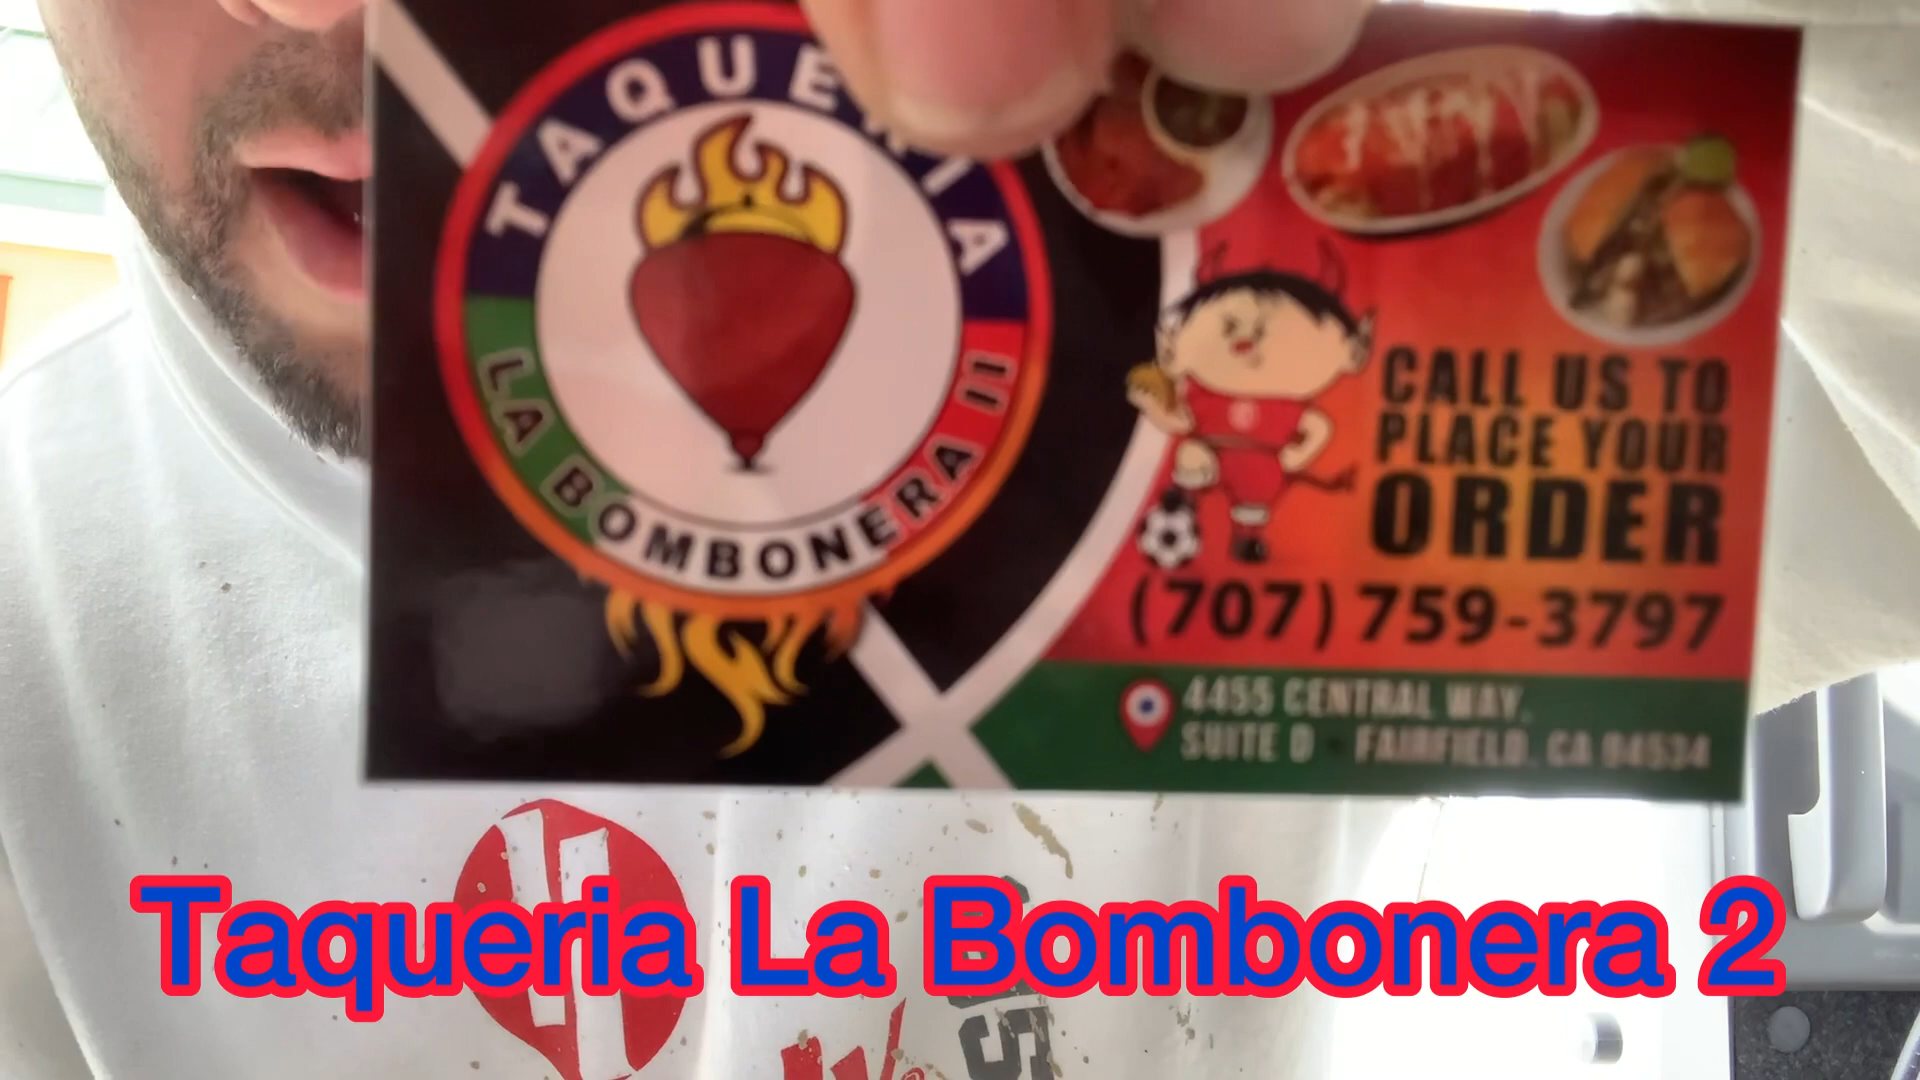 TAQUERIA
LA BOMBONERA II
CALL US TO
PLACE YOUR
ORDER
(707) 759-3797
4455 CENTRAL WAY,
SUITE D - FAIRFIELD, CA 94534
Taqueria La Bombonera 2